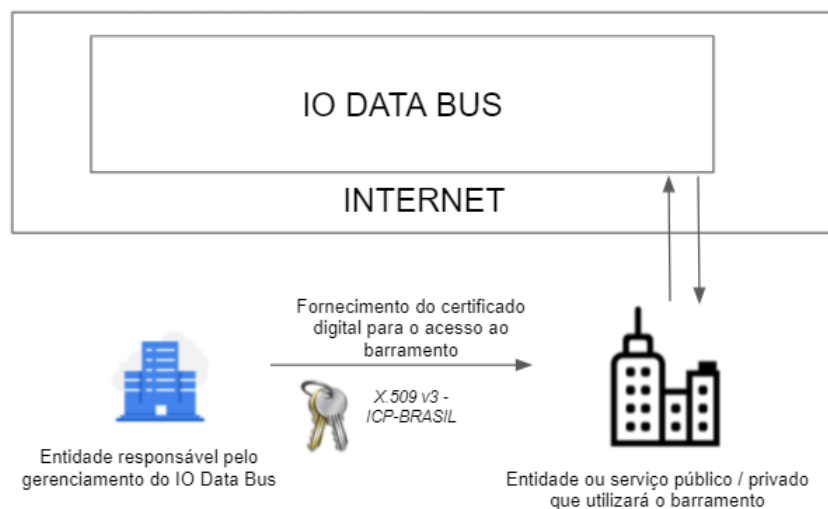 IO DATA BUS
INTERNET
Fornecimento do certificado
digital para o acesso ao
barramento
X.509 v3 -
ICP-BRASIL
Entidade responsável pelo
gerenciamento do IO Data Bus
Entidade ou serviço público / privado
que utilizará o barramento